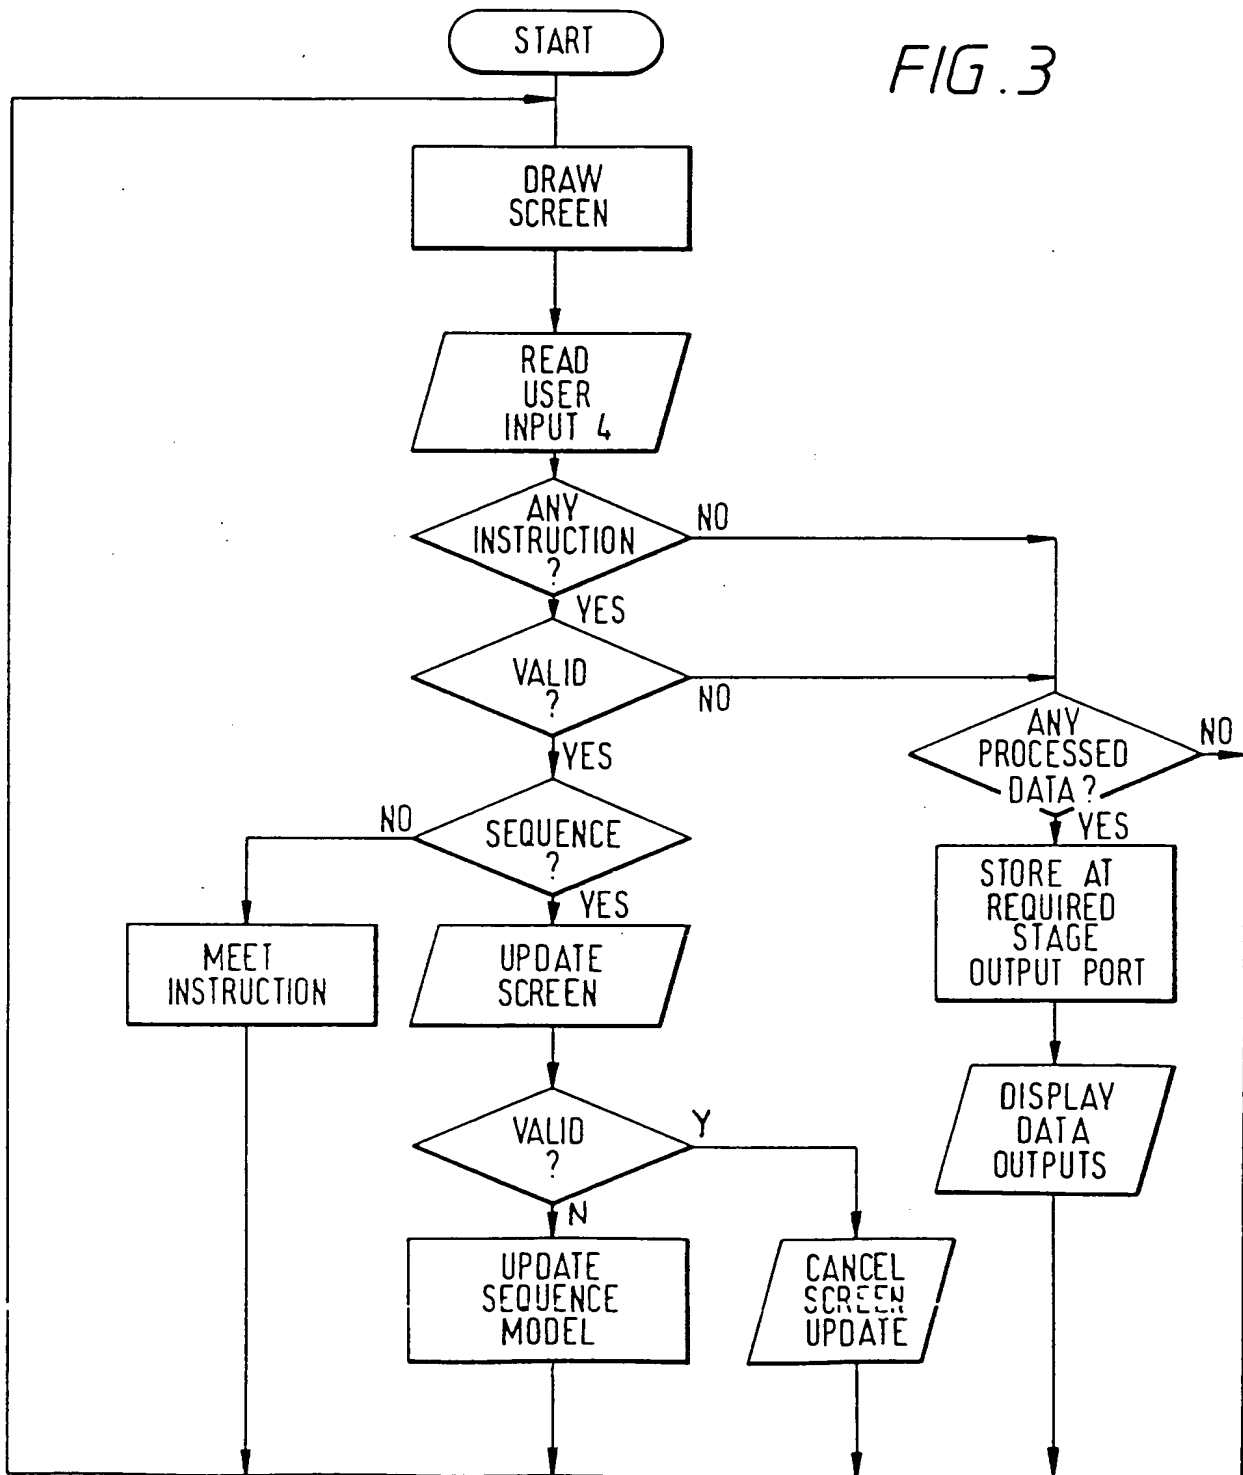 START
FIG.3
DRAW
SCREEN
READ
USER
INPUT 4
ANY
INSTRUCTION
?
NO
YES
VALID
?
NO
YES
ANY
PROCESSED
DATA?
NO
YES
SEQUENCE
?
NO
YES
STORE AT
REQUIRED
STAGE
OUTPUT PORT
MEET
INSTRUCTION
UPDATE
SCREEN
VALID
?
Y
N
DISPLAY
DATA
OUTPUTS
UPDATE
SEQUENCE
MODEL
CANCEL
SCREEN
UPDATE